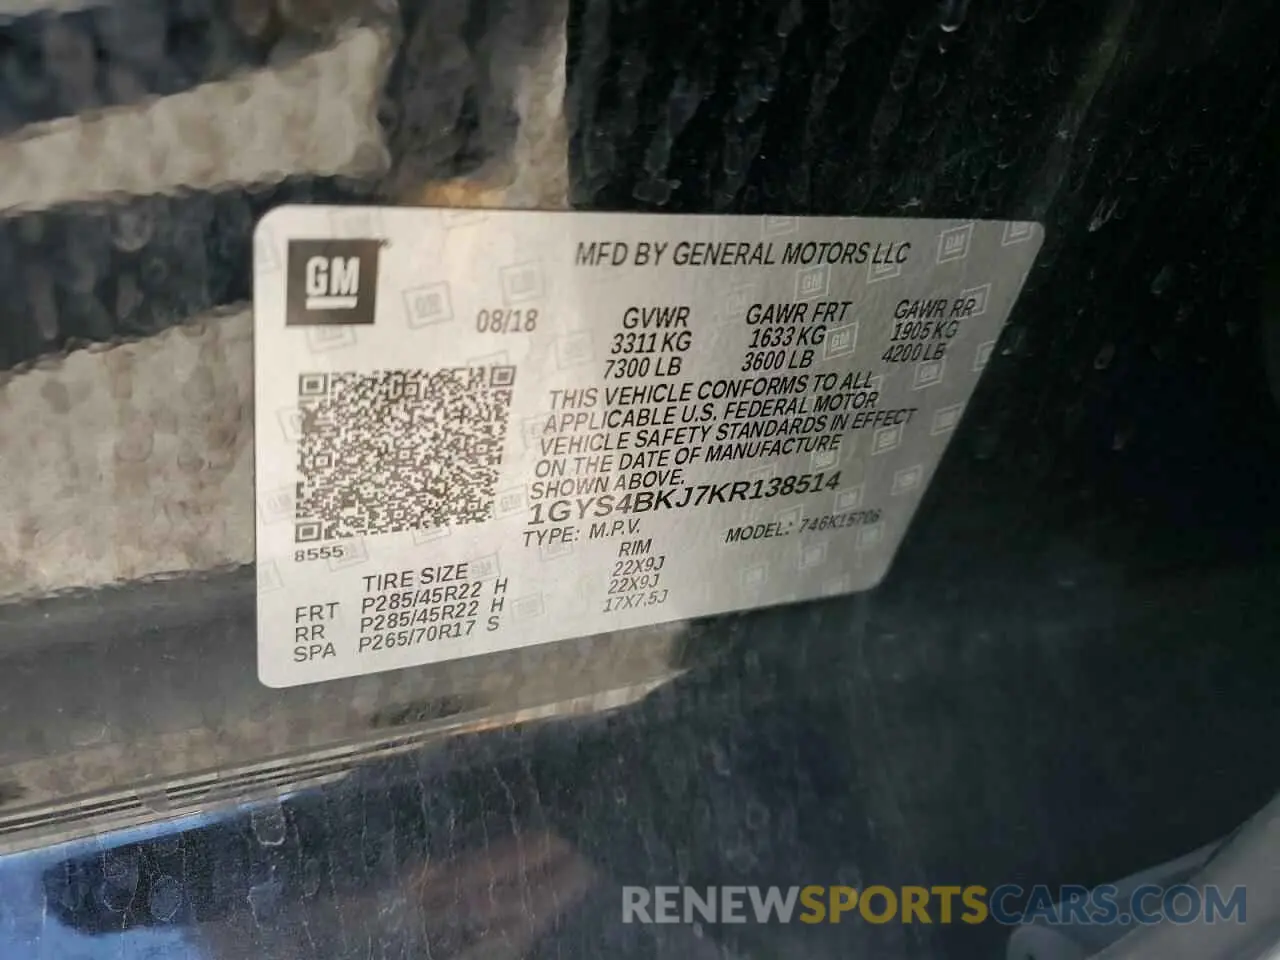 GM
MFD BY GENERAL MOTORS LLC
08/18
GVWR GAWR FRT GAWR RR
3311 KG 1633 KG 1905 KG
7300 LB 3600 LB 4200 LB
THIS VEHICLE CONFORMS TO ALL
APPLICABLE U.S. FEDERAL MOTOR
VEHICLE SAFETY STANDARDS IN EFFECT
ON THE DATE OF MANUFACTURE
SHOWN ABOVE.
1GYS4BKJ7KR138514
TYPE: M.P.V. MODEL: 746K15706
8555
TIRE SIZE RIM
FRT P285/45R22 H 22X9J
RR P285/45R22 H 22X9J
SPA P265/70R17 S 17X7.5J
RENEWSPORTSCARS.COM